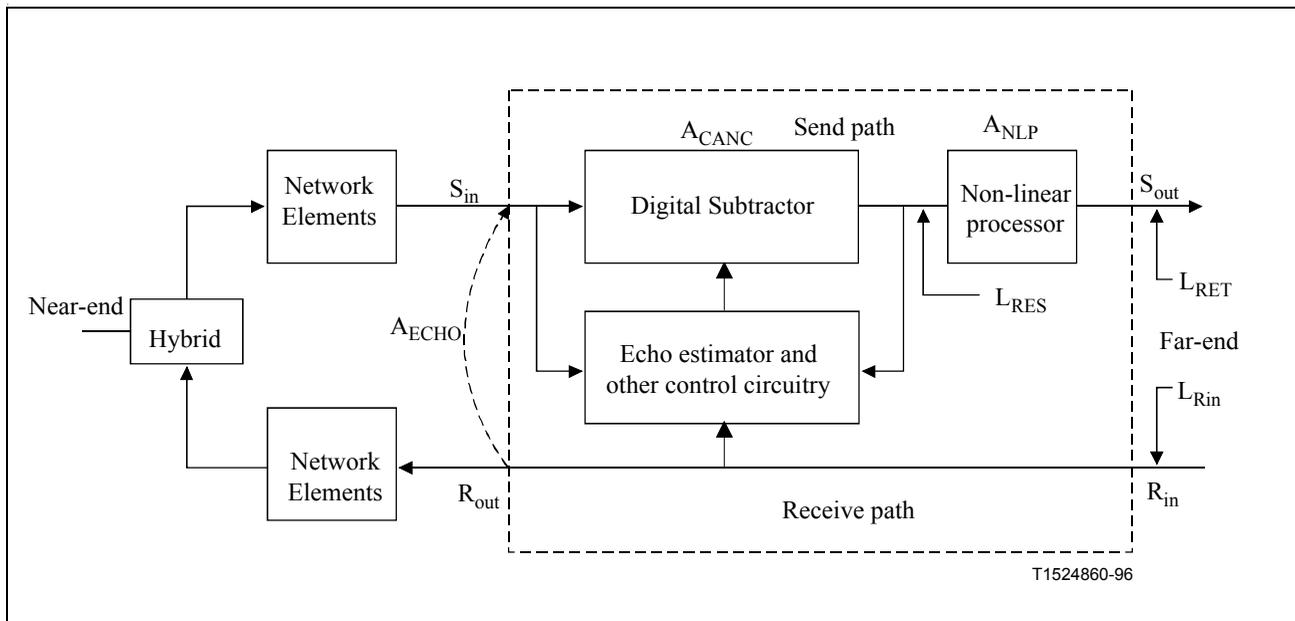 A_CANC
Send path
A_NLP
Network
Elements
S_in
Digital Subtractor
Non-linear
processor
S_out
Near-end
Hybrid
A_ECHO
L_RES
L_RET
Echo estimator and
other control circuitry
Far-end
L_Rin
Network
Elements
R_out
Receive path
R_in
T1524860-96